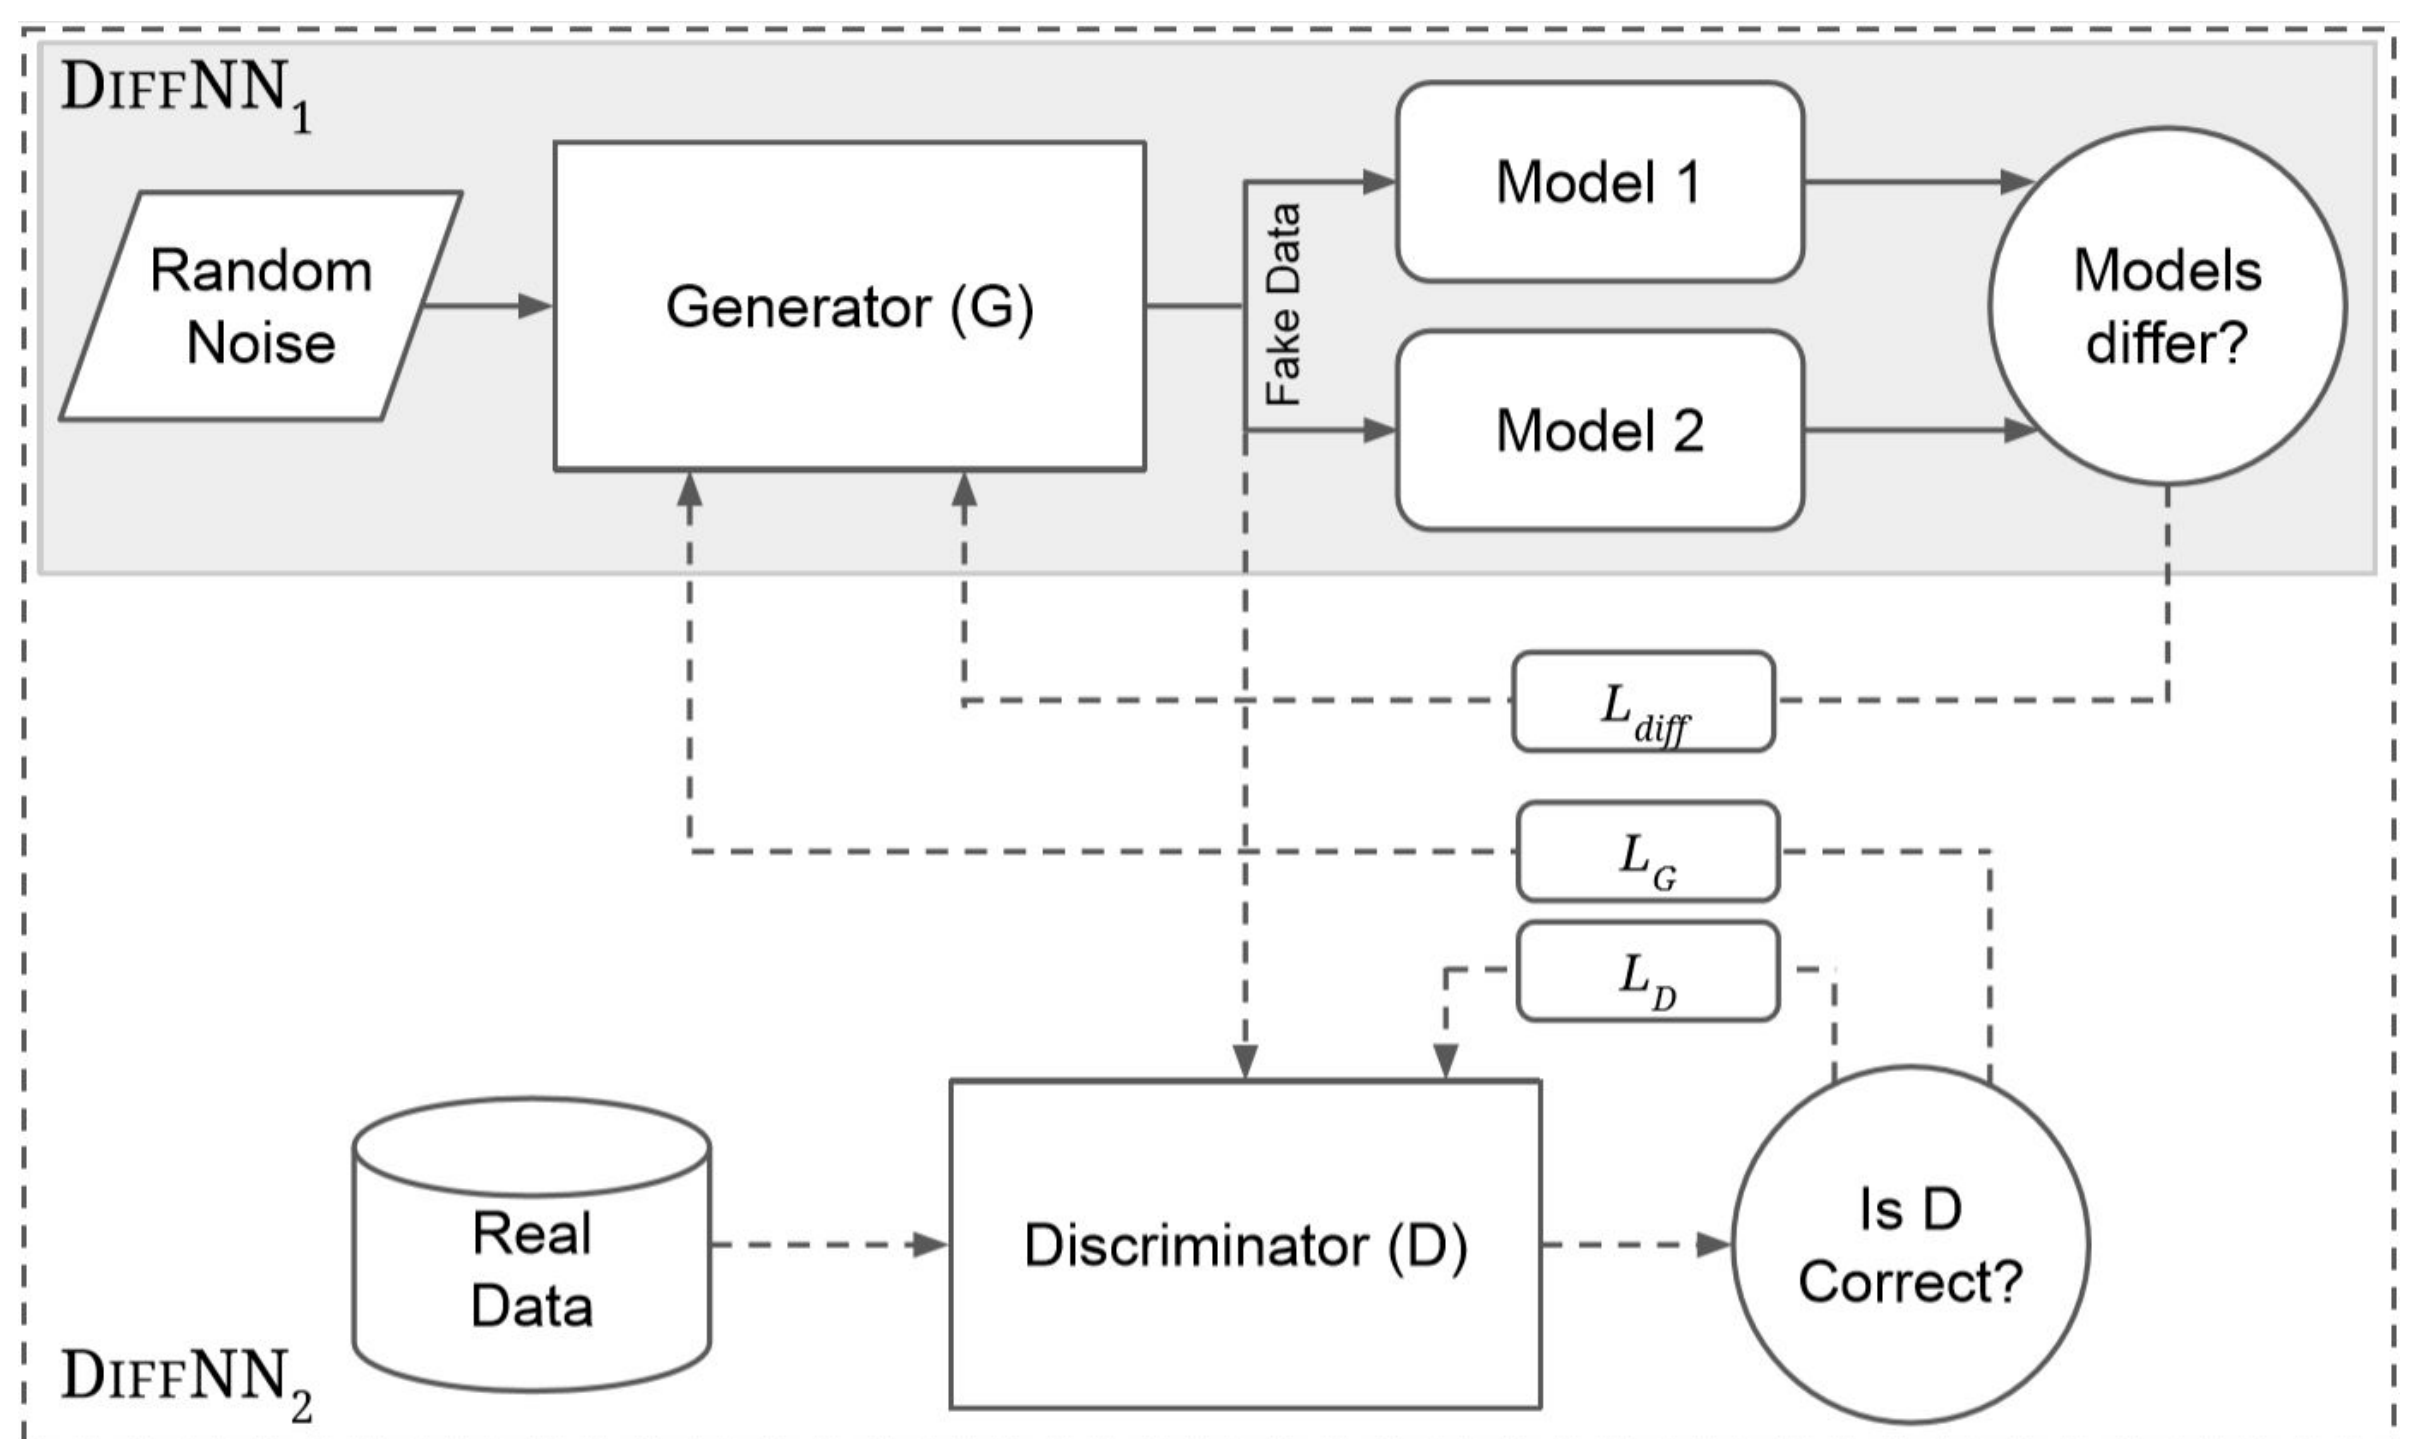 DIFFNN1
Random
Noise
Generator (G)
Fake Data
Model 1
Model 2
Models
differ?
Ldiff
LG
LD
Real
Data
Discriminator (D)
Is D
Correct?
DIFFNN2